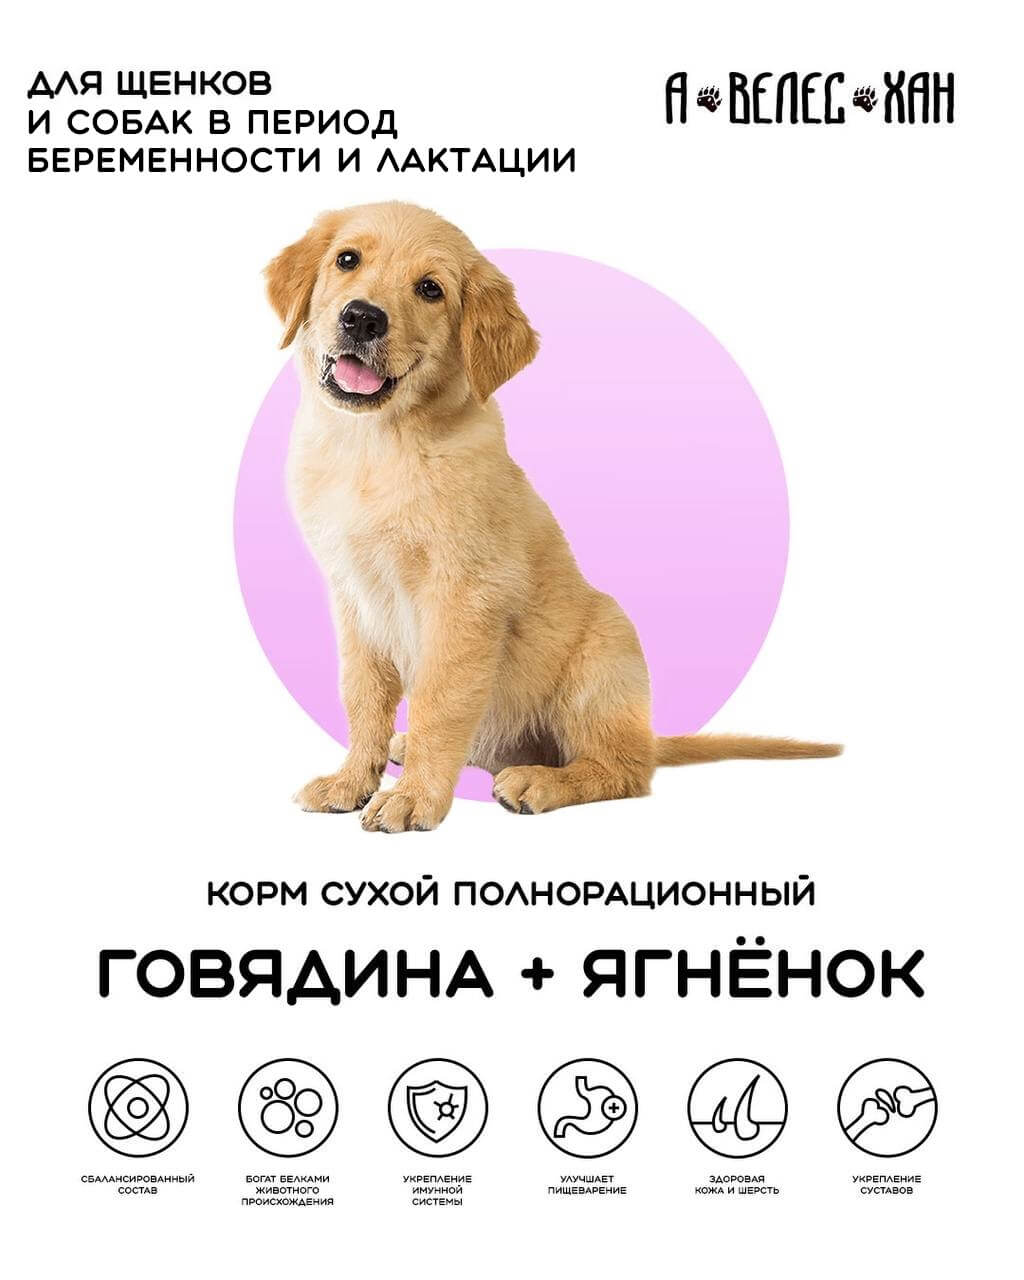 ДЛЯ ЩЕНКОВ
И СОБАК В ПЕРИОД
БЕРЕМЕННОСТИ И ЛАКТАЦИИ
А ВЕЛЕС ХАН
КОРМ СУХОЙ ПОЛНОРАЦИОННЫЙ
ГОВЯДИНА + ЯГНЁНОК
СБАЛАНСИРОВАННЫЙ
СОСТАВ
БОГАТ БЕЛКАМИ
ЖИВОТНОГО
ПРОИСХОЖДЕНИЯ
УКРЕПЛЕНИЕ
ИМУННОЙ
СИСТЕМЫ
УЛУЧШАЕТ
ПИЩЕВАРЕНИЕ
ЗДОРОВАЯ
КОЖА И ШЕРСТЬ
УКРЕПЛЕНИЕ
СУСТАВОВ